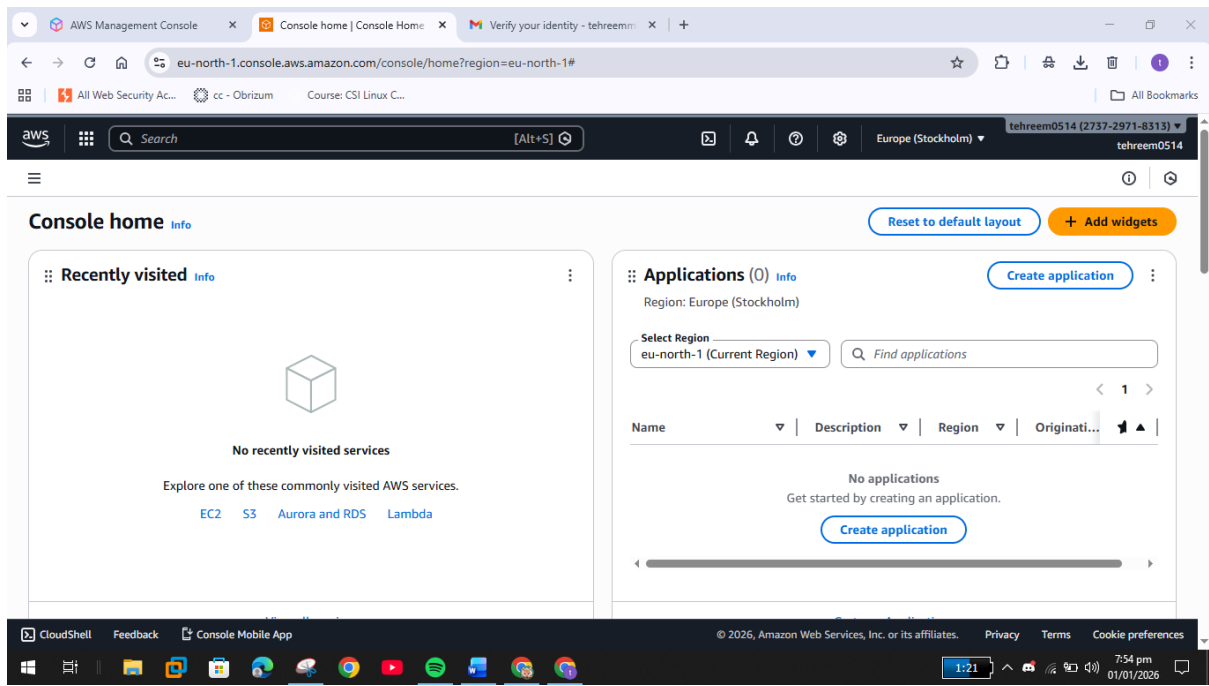 AWS Management Console
Console home | Console Home
Verify your identity - tehreemm
eu-north-1.console.aws.amazon.com/console/home?region=eu-north-1#
All Web Security Ac...
cc - Obrizum
Course: CSI Linux C...
All Bookmarks
aws
Search
[Alt+S]
Europe (Stockholm)
tehreem0514 (2737-2971-8313)
tehreem0514
Console home Info
Reset to default layout
+ Add widgets
Recently visited Info
No recently visited services
Explore one of these commonly visited AWS services.
EC2 S3 Aurora and RDS Lambda
Applications (0) Info
Create application
Region: Europe (Stockholm)
Select Region
eu-north-1 (Current Region)
Find applications
1
Name Description Region Originati...
No applications
Get started by creating an application.
Create application
CloudShell Feedback Console Mobile App
© 2026, Amazon Web Services, Inc. or its affiliates. Privacy Terms Cookie preferences
1:21
7:54 pm
01/01/2026